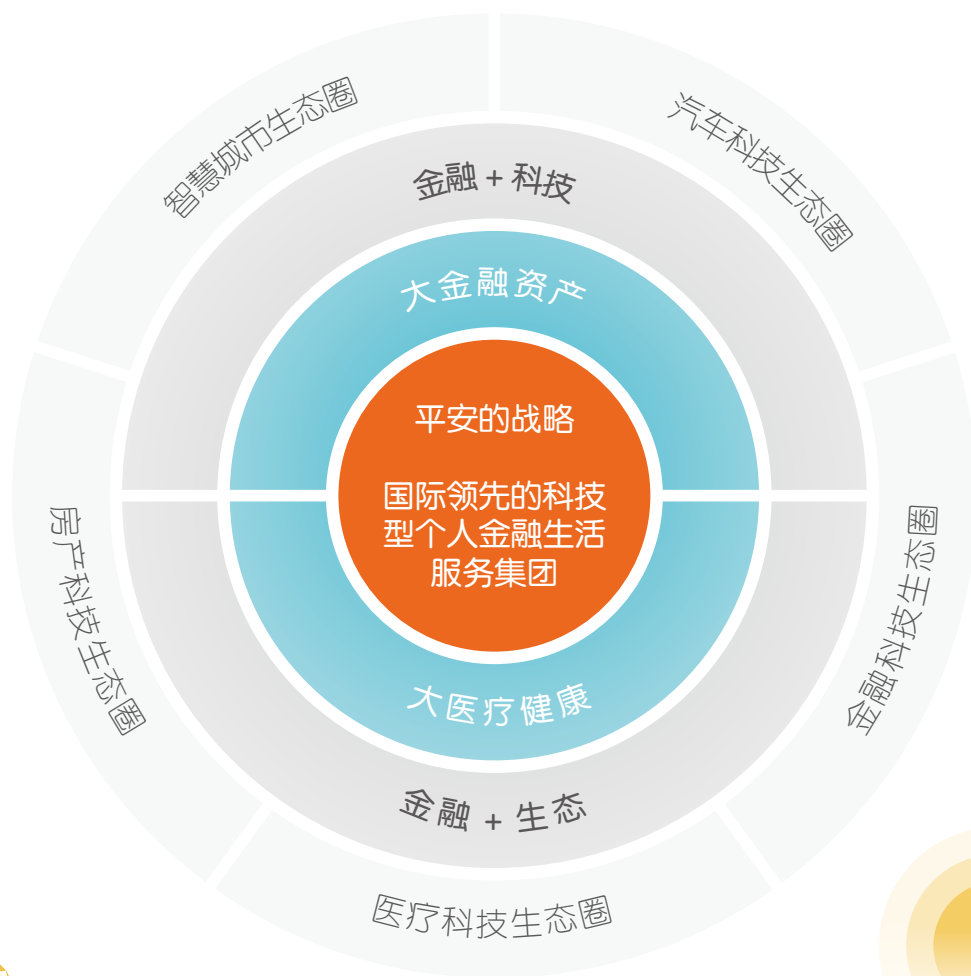 智慧城市生态圈
汽车科技生态圈
金融 + 科技
大金融资产
平安的战略
国际领先的科技
型个人金融生活
服务集团
房产科技生态圈
金融科技生态圈
大医疗健康
金融 + 生态
医疗科技生态圈